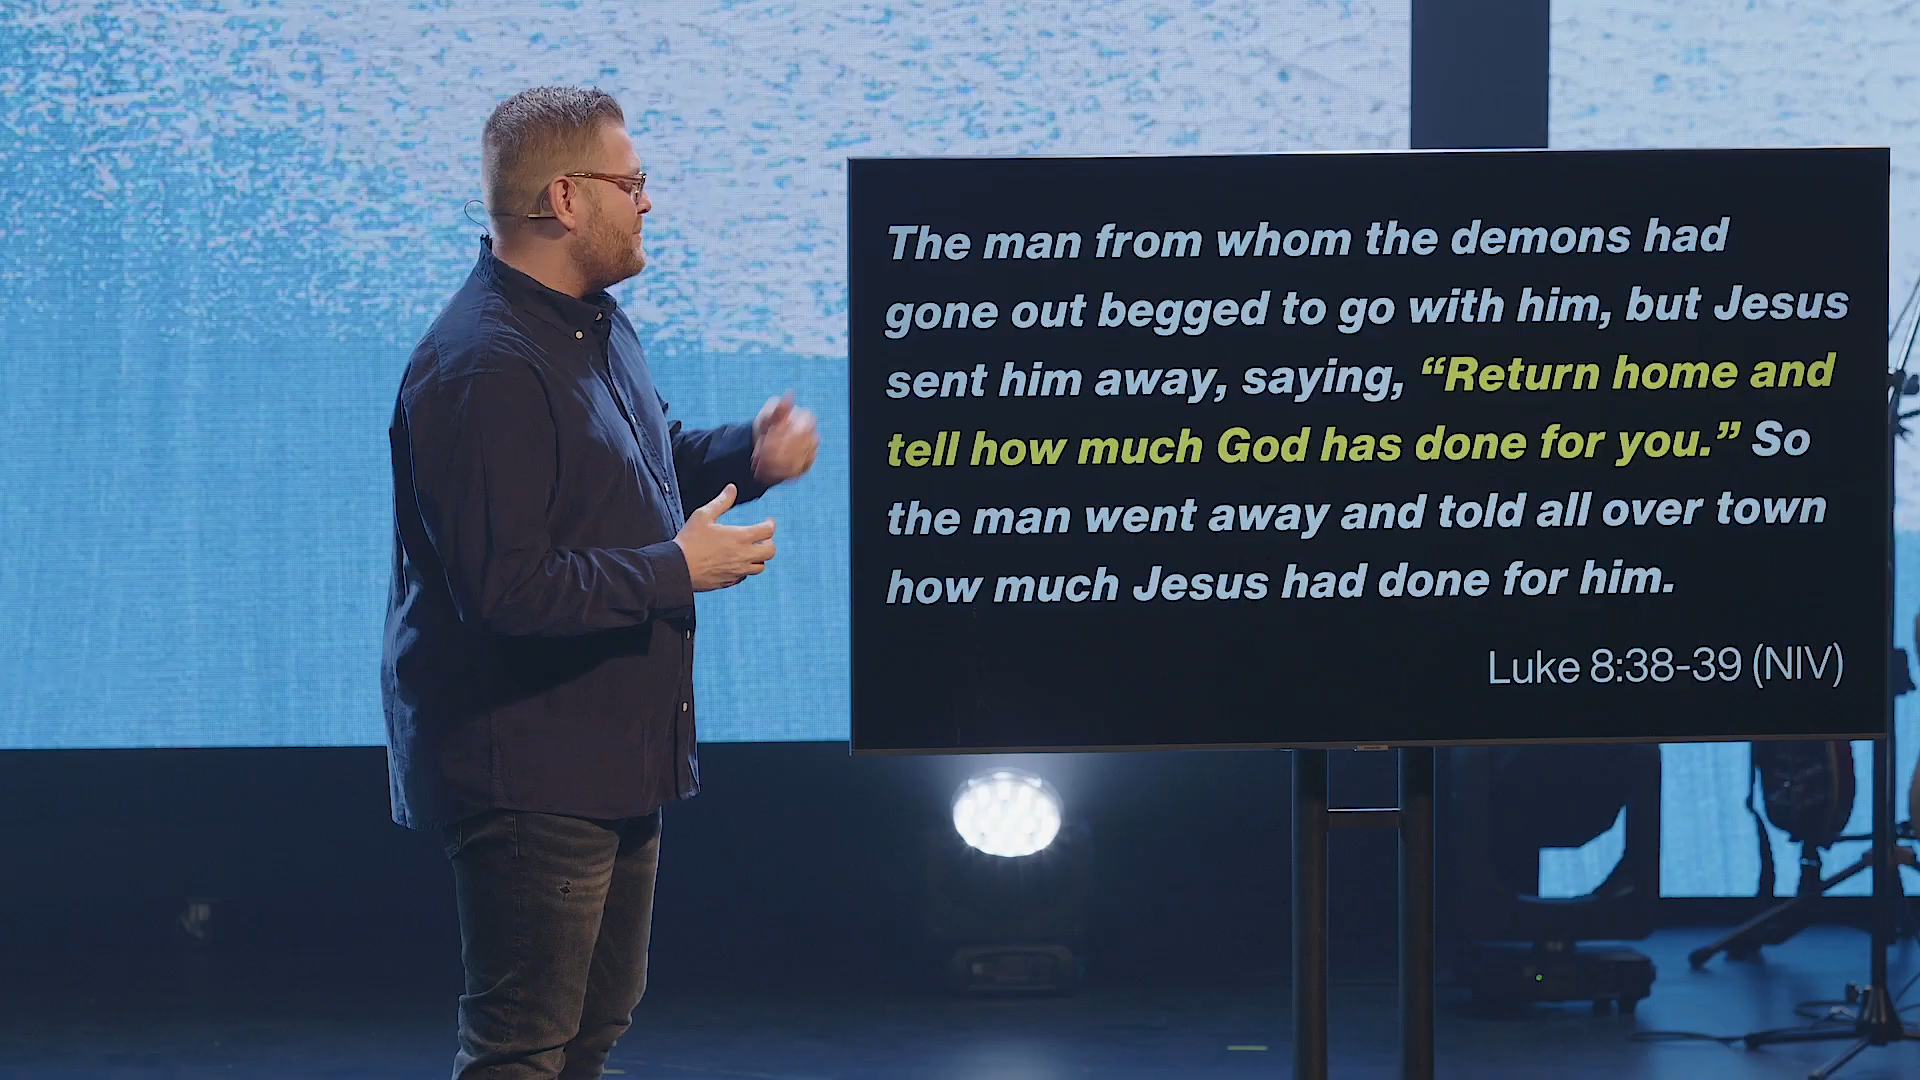 The man from whom the demons had
gone out begged to go with him, but Jesus
sent him away, saying, “Return home and
tell how much God has done for you.” So
the man went away and told all over town
how much Jesus had done for him.
Luke 8:38-39 (NIV)